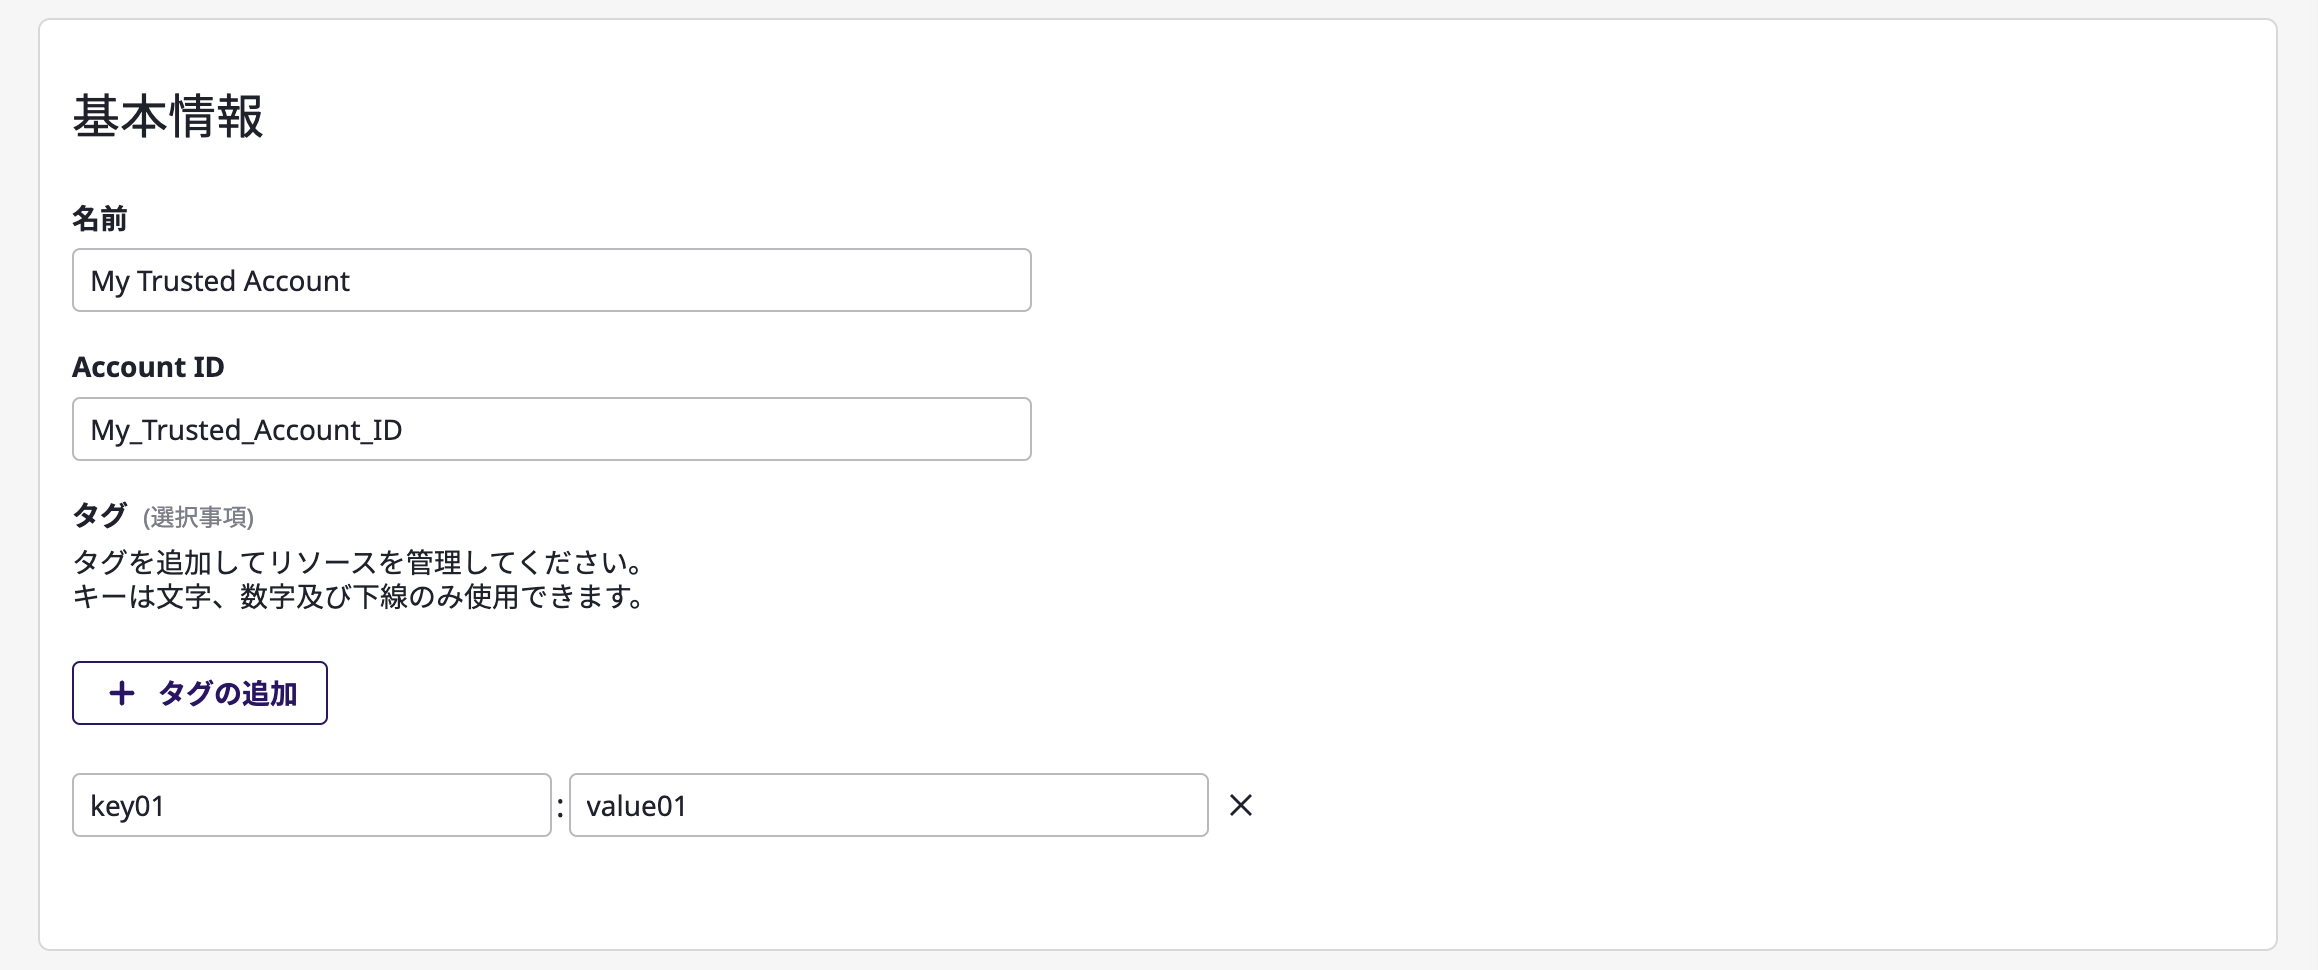 基本情報
名前
My Trusted Account
Account ID
My_Trusted_Account_ID
タグ (選択事項)
タグを追加してリソースを管理してください。
キーは文字、数字及び下線のみ使用できます。
+ タグの追加
key01 : value01 ×